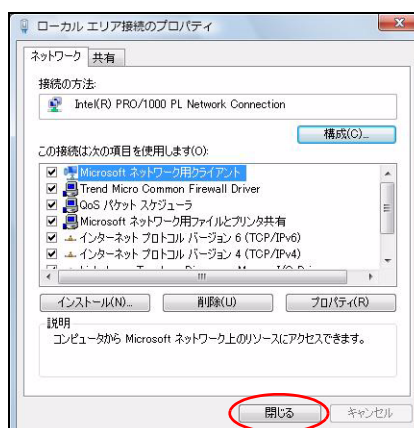 ローカル エリア接続のプロパティ
ネットワーク 共有
接続の方法:
Intel(R) PRO/1000 PL Network Connection
構成(C)...
この接続は次の項目を使用します(O):
Microsoft ネットワーク用クライアント
Trend Micro Common Firewall Driver
QoS パケット スケジューラ
Microsoft ネットワーク用ファイルとプリンタ共有
インターネット プロトコル バージョン 6 (TCP/IPv6)
インターネット プロトコル バージョン 4 (TCP/IPv4)
インストール(N)... 削除(U) プロパティ(R)
説明
コンピュータから Microsoft ネットワーク上のリソースにアクセスできます。
閉じる キャンセル